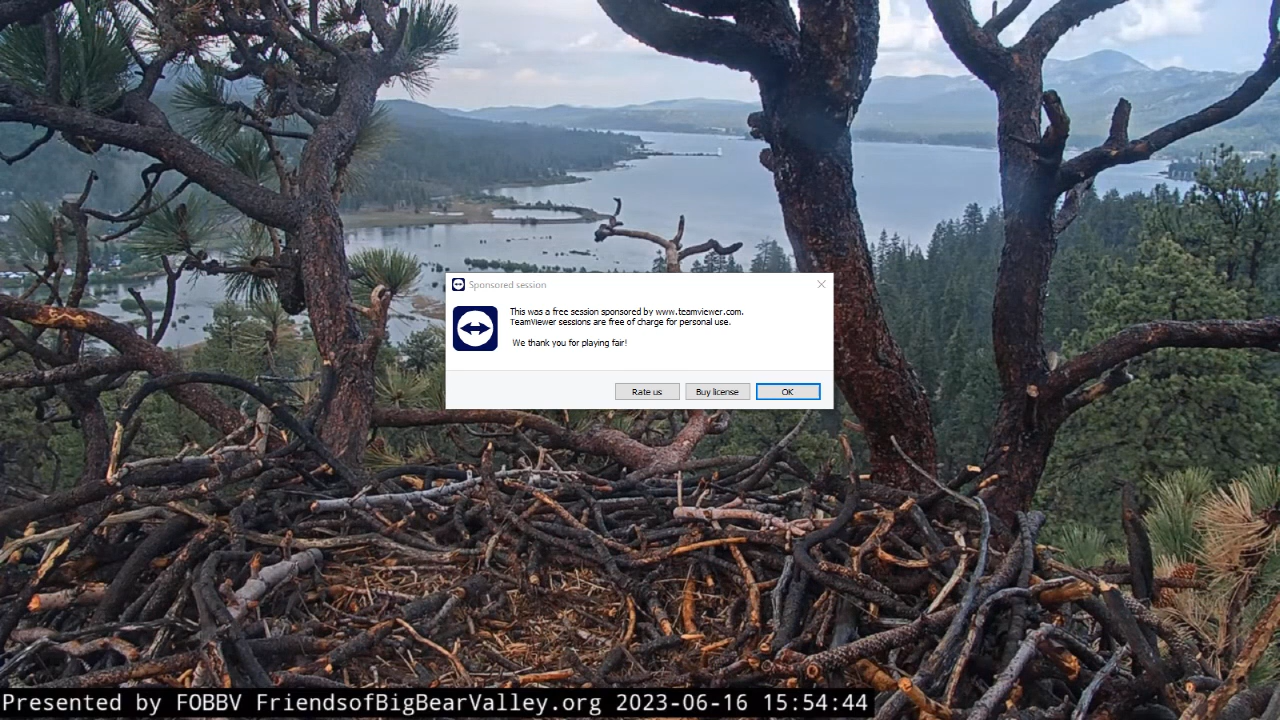 Sponsored session
This was a free session sponsored by www.teamviewer.com.
TeamViewer sessions are free of charge for personal use.
We thank you for playing fair!
Rate us
Buy license
OK
Presented by FOBBV FriendsofBigBearValley.org 2023-06-16 15:54:44